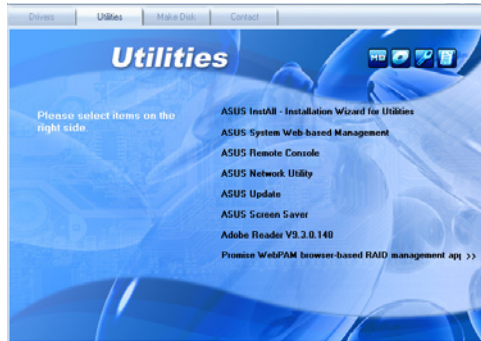 Drivers
Utilities
Make Disk
Contact
Utilities
MB
Please select items on the
right side.
ASUS InstAll - Installation Wizard for Utilities
ASUS System Web-based Management
ASUS Remote Console
ASUS Network Utility
ASUS Update
ASUS Screen Saver
Adobe Reader V9.3.0.140
Promise WebPAM browser-based RAID management apj >>